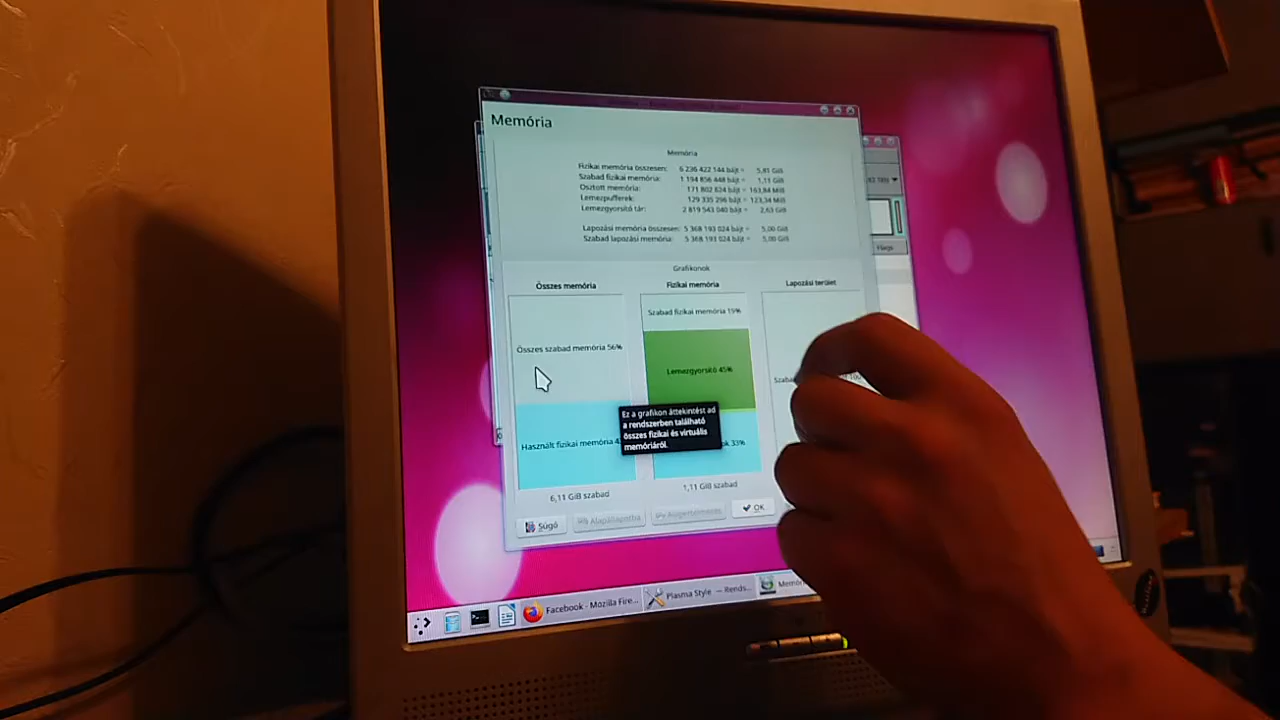 Memória
Memória
Fizikai memória összesen: 6 236 422 144 bájt = 5,81 GiB
Szabad fizikai memória: 1 194 856 448 bájt = 1,11 GiB
Osztott memória: 171 802 624 bájt = 163,84 MiB
Lemezpufferek: 129 335 296 bájt = 123,34 MiB
Lemezgyorsító tár: 2 819 543 040 bájt = 2,63 GiB
Lapozási memória összesen: 5 368 193 024 bájt = 5,00 GiB
Szabad lapozási memória: 5 368 193 024 bájt = 5,00 GiB
Grafikonok
Összes memória Fizikai memória Lapozási terület
Szabad fizikai memória 19%
Összes szabad memória 56%
Lemezgyorsító 45%
Ez a grafikon áttekintést ad
a rendszerben található
összes fizikai és virtuális
memóriáról.
Használt fizikai memória 33%
6,11 GiB szabad 1,11 GiB szabad
Súgó Alapállapotba Alapértelmezés OK
Facebook - Mozilla Fire... Plasma Style — Rends...